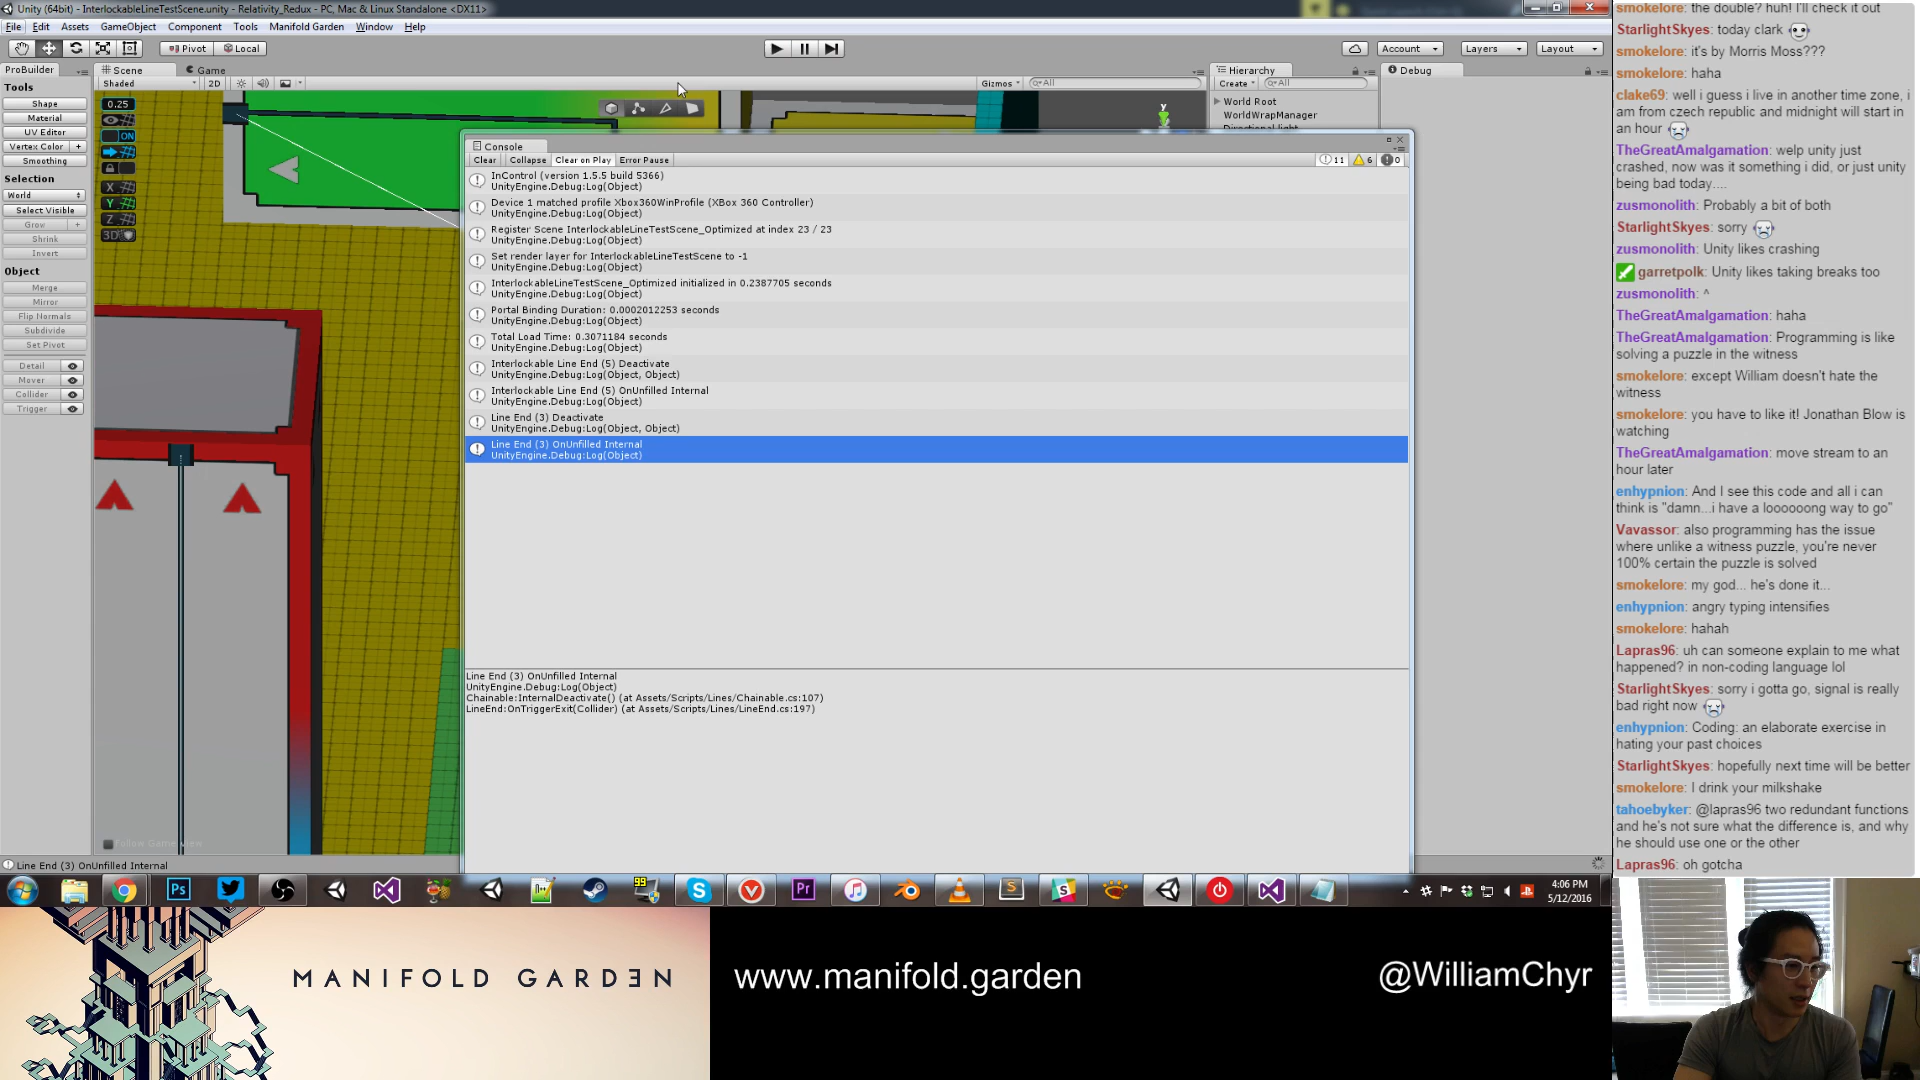 Unity (64bit) - InterlockableLineTestScene.unity - Relativity_Redux - PC, Mac & Linux Standalone <DX11>
File Edit Assets GameObject Component Tools Manifold Garden Window Help
Pivot Local Account Layers Layout
ProBuilder Scene Game Hierarchy Debug
Shaded 2D Gizmos All Create All
Tools
Shape
Material
UV Editor
Vertex Color +
Smoothing
Selection
World
Select Visible
Grow +
Shrink
Invert
Object
Merge
Mirror
Flip Normals
Subdivide
Set Pivot
Detail
Mover
Collider
Trigger
0.25
ON
X
Y
Z
3D
y
World Root
WorldWrapManager
Directional light
Console
Clear Collapse Clear on Play Error Pause 11 6 0
InControl (version 1.5.5 build 5366)
UnityEngine.Debug:Log(Object)
Device 1 matched profile Xbox360WinProfile (XBox 360 Controller)
UnityEngine.Debug:Log(Object)
Register Scene InterlockableLineTestScene_Optimized at index 23 / 23
UnityEngine.Debug:Log(Object)
Set render layer for InterlockableLineTestScene to -1
UnityEngine.Debug:Log(Object)
InterlockableLineTestScene_Optimized initialized in 0.2387705 seconds
UnityEngine.Debug:Log(Object)
Portal Binding Duration: 0.0002012253 seconds
UnityEngine.Debug:Log(Object)
Total Load Time: 0.3071184 seconds
UnityEngine.Debug:Log(Object)
Interlockable Line End (5) Deactivate
UnityEngine.Debug:Log(Object, Object)
Interlockable Line End (5) OnUnfilled Internal
UnityEngine.Debug:Log(Object)
Line End (3) Deactivate
UnityEngine.Debug:Log(Object, Object)
Line End (3) OnUnfilled Internal
UnityEngine.Debug:Log(Object)
Line End (3) OnUnfilled Internal
UnityEngine.Debug:Log(Object)
Chainable:InternalDeactivate() (at Assets/Scripts/Lines/Chainable.cs:107)
LineEnd:OnTriggerExit(Collider) (at Assets/Scripts/Lines/LineEnd.cs:197)
Follow Game View
Line End (3) OnUnfilled Internal
99
4:06 PM
5/12/2016
smokelore: the double? huh! I'll check it out
StarlightSkyes: today clark
smokelore: it's by Morris Moss???
smokelore: haha
clake69: well i guess i live in another time zone, i
am from czech republic and midnight will start in
an hour
TheGreatAmalgamation: welp unity just
crashed, now was it something i did, or just unity
being bad today....
zusmonolith: Probably a bit of both
StarlightSkyes: sorry
zusmonolith: Unity likes crashing
garretpolk: Unity likes taking breaks too
zusmonolith: ^
TheGreatAmalgamation: haha
TheGreatAmalgamation: Programming is like
solving a puzzle in the witness
smokelore: except William doesn't hate the
witness
smokelore: you have to like it! Jonathan Blow is
watching
TheGreatAmalgamation: move stream to an
hour later
enhypnion: And I see this code and all i can
think is "damn...i have a loooooong way to go"
Vavassor: also programming has the issue
where unlike a witness puzzle, you're never
100% certain the puzzle is solved
smokelore: my god... he's done it...
enhypnion: angry typing intensifies
smokelore: hahah
Lapras96: uh can someone explain to me what
happened? in non-coding language lol
StarlightSkyes: sorry i gotta go, signal is really
bad right now
enhypnion: Coding: an elaborate exercise in
hating your past choices
StarlightSkyes: hopefully next time will be better
smokelore: I drink your milkshake
tahoebyker: @lapras96 two redundant functions
and he's not sure what the difference is, and why
he should use one or the other
Lapras96: oh gotcha
MANIFOLD GARDEN
www.manifold.garden
@WilliamChyr